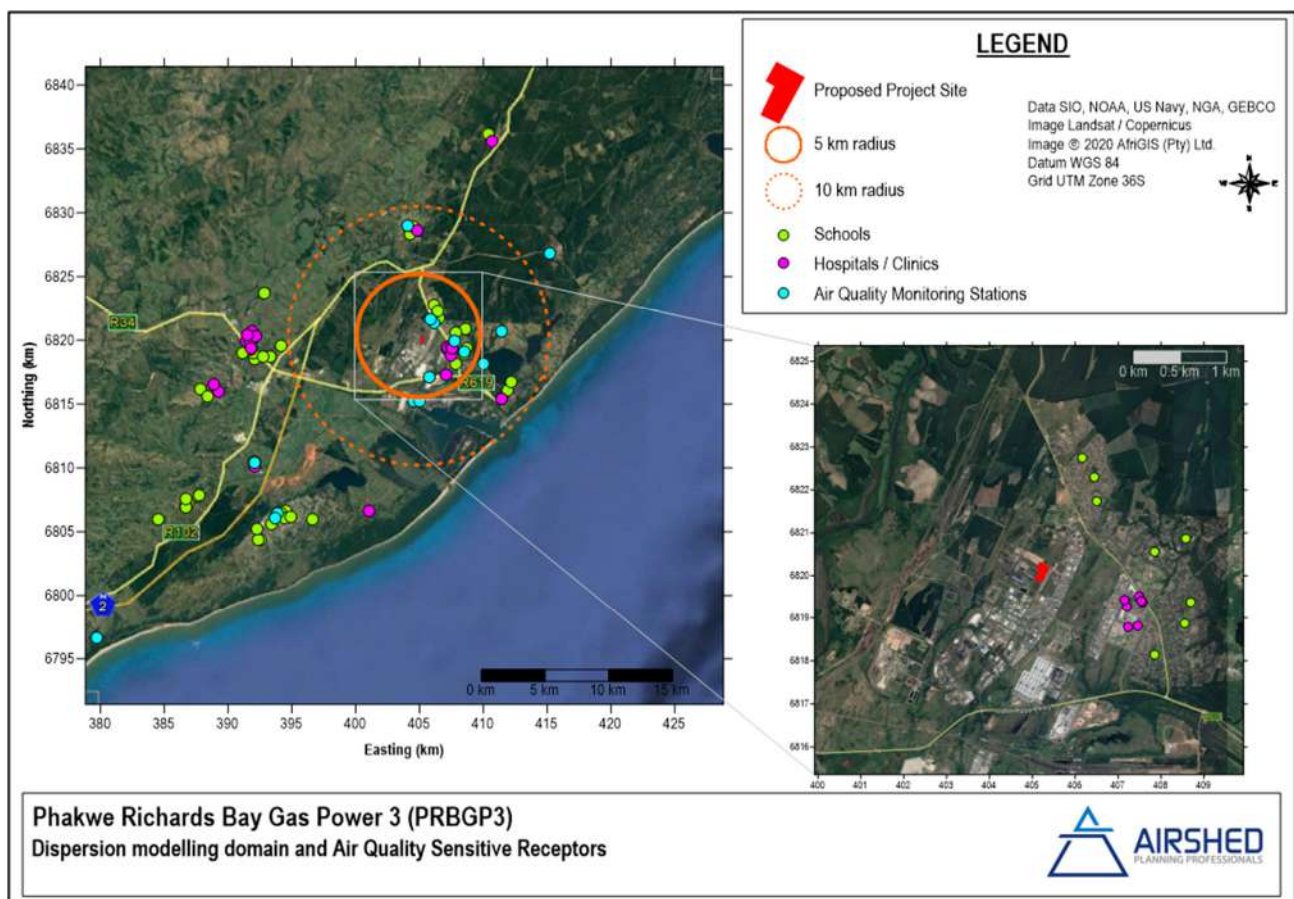 LEGEND
Proposed Project Site
5 km radius
10 km radius
Schools
Hospitals / Clinics
Air Quality Monitoring Stations
Data SIO, NOAA, US Navy, NGA, GEBCO
Image Landsat / Copernicus
Image © 2020 AfriGIS (Pty) Ltd.
Datum WGS 84
Grid UTM Zone 36S
Northing (km)
6840
6835
6830
6825
6820
6815
6810
6805
6800
6795
R34
R619
R102
N
2
0 km 5 km 10 km 15 km
380 385 390 395 400 405 410 415 420 425
Easting (km)
0 km 0.5 km 1 km
6825
6824
6823
6822
6821
6820
6819
6818
6817
6816
400 401 402 403 404 405 406 407 408 409
Phakwe Richards Bay Gas Power 3 (PRBGP3)
Dispersion modelling domain and Air Quality Sensitive Receptors
AIRSHED
PLANNING PROFESSIONALS